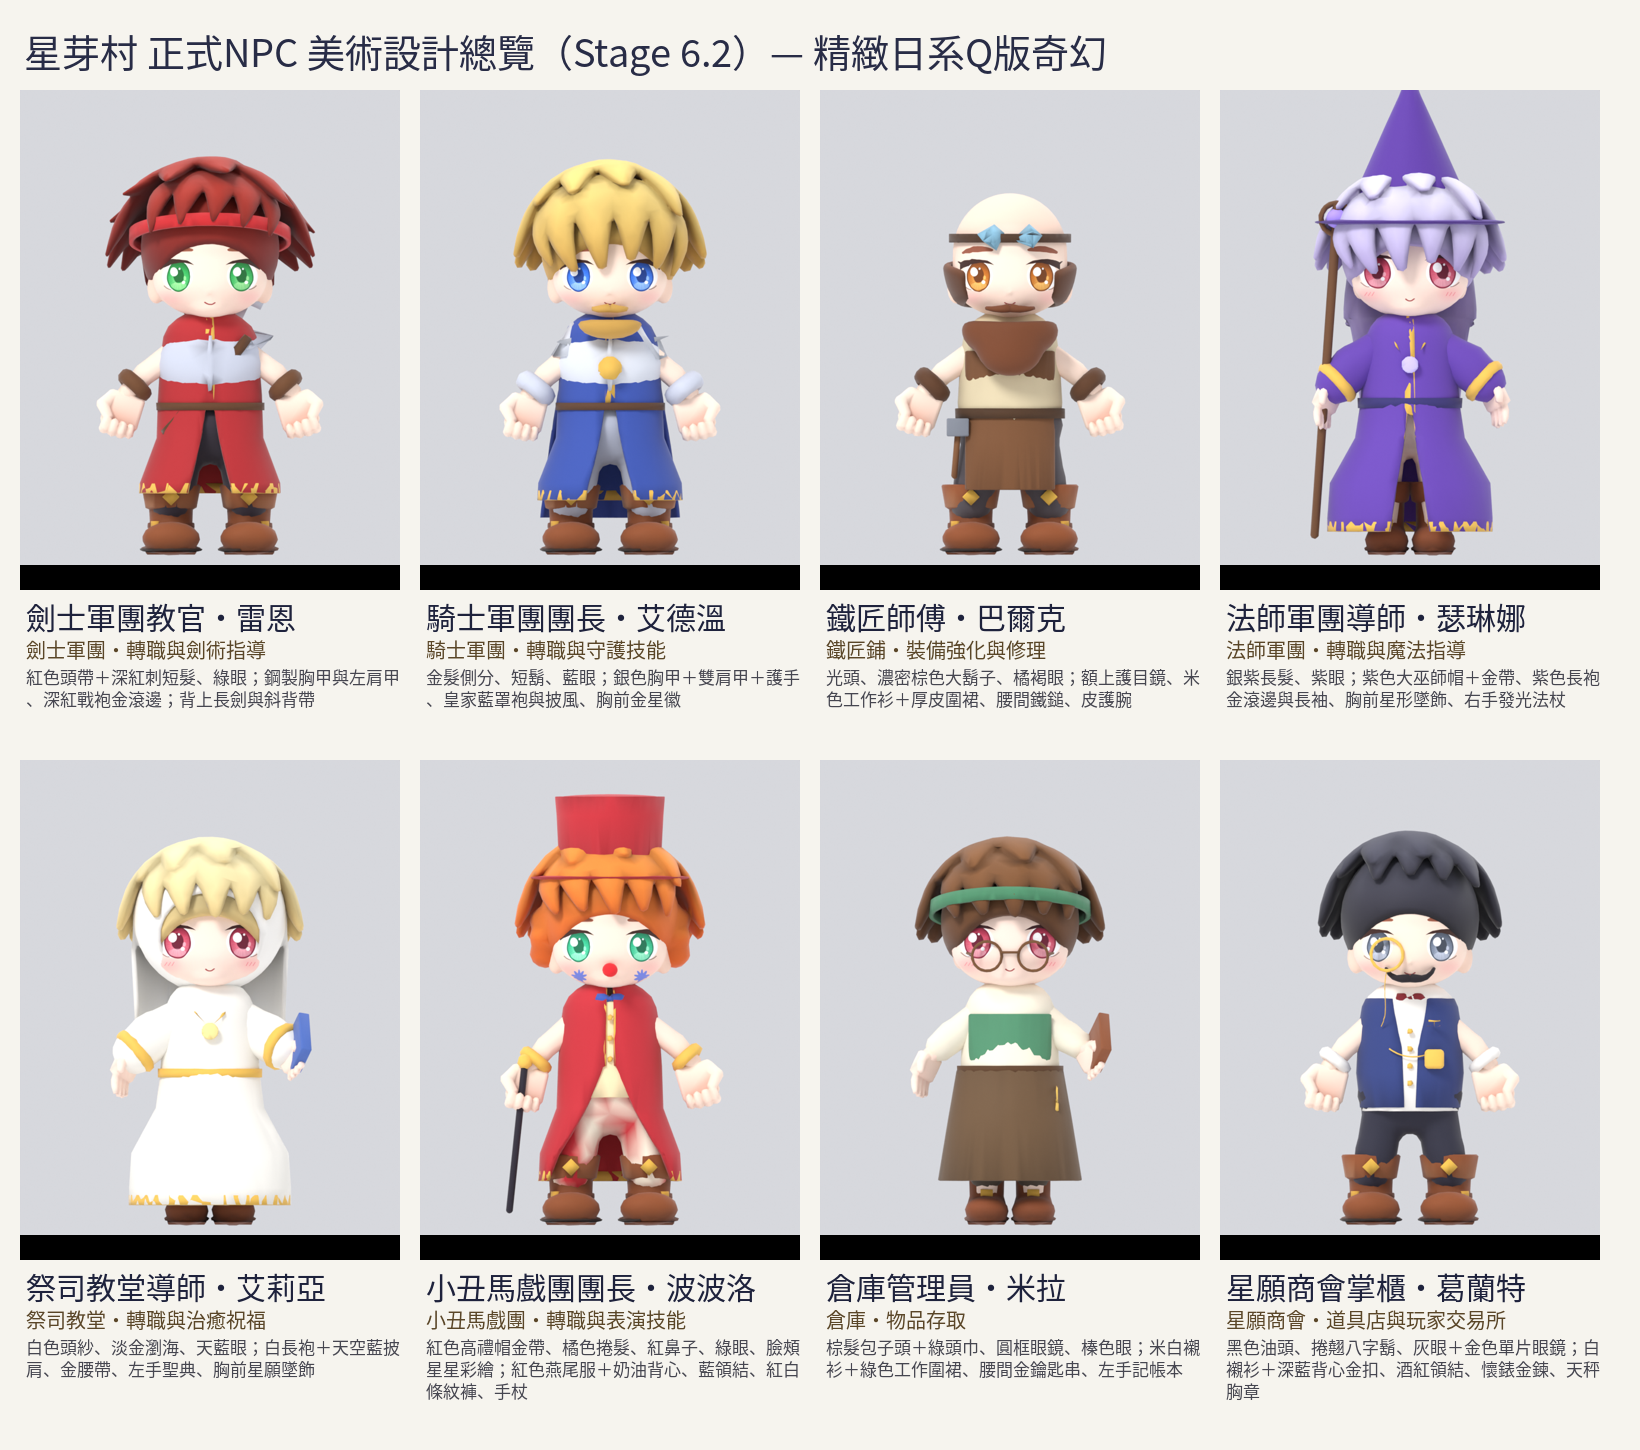 星芽村 正式NPC 美術設計總覽（Stage 6.2）— 精緻日系Q版奇幻
劍士軍團教官・雷恩
劍士軍團・轉職與劍術指導
紅色頭帶＋深紅刺短髮、綠眼；鋼製胸甲與左肩甲
、深紅戰袍金滾邊；背上長劍與斜背帶
騎士軍團團長・艾德溫
騎士軍團・轉職與守護技能
金髮側分、短鬍、藍眼；銀色胸甲＋雙肩甲＋護手
、皇家藍罩袍與披風、胸前金星徽
鐵匠師傅・巴爾克
鐵匠鋪・裝備強化與修理
光頭、濃密棕色大鬍子、橘褐眼；額上護目鏡、米
色工作衫＋厚皮圍裙、腰間鐵鎚、皮護腕
法師軍團導師・瑟琳娜
法師軍團・轉職與魔法指導
銀紫長髮、紫眼；紫色大巫師帽＋金帶、紫色長袍
金滾邊與長袖、胸前星形墜飾、右手發光法杖
祭司教堂導師・艾莉亞
祭司教堂・轉職與治癒祝福
白色頭紗、淡金瀏海、天藍眼；白長袍＋天空藍披
肩、金腰帶、左手聖典、胸前星願墜飾
小丑馬戲團團長・波波洛
小丑馬戲團・轉職與表演技能
紅色高禮帽金帶、橘色捲髮、紅鼻子、綠眼、臉頰
星星彩繪；紅色燕尾服＋奶油背心、藍領結、紅白
條紋褲、手杖
倉庫管理員・米拉
倉庫・物品存取
棕髮包子頭＋綠頭巾、圓框眼鏡、榛色眼；米白襯
衫＋綠色工作圍裙、腰間金鑰匙串、左手記帳本
星願商會掌櫃・葛蘭特
星願商會・道具店與玩家交易所
黑色油頭、捲翹八字鬍、灰眼＋金色單片眼鏡；白
襯衫＋深藍背心金扣、酒紅領結、懷錶金鍊、天秤
胸章